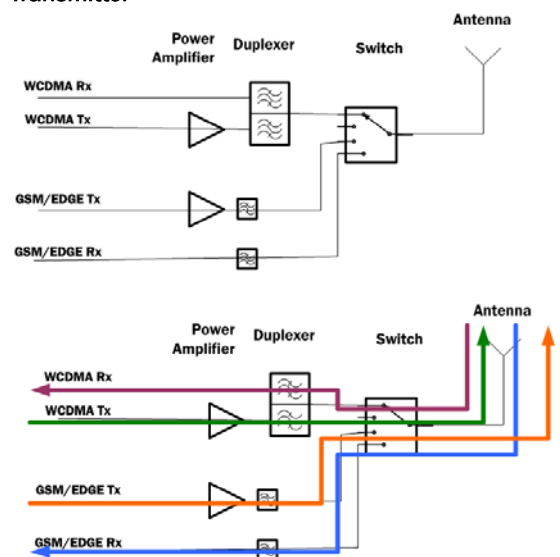 Transmitter
Antenna
Power
Amplifier
Duplexer
Switch
WCDMA Rx
WCDMA Tx
GSM/EDGE Tx
GSM/EDGE Rx
Antenna
Power
Amplifier
Duplexer
Switch
WCDMA Rx
WCDMA Tx
GSM/EDGE Tx
GSM/EDGE Rx